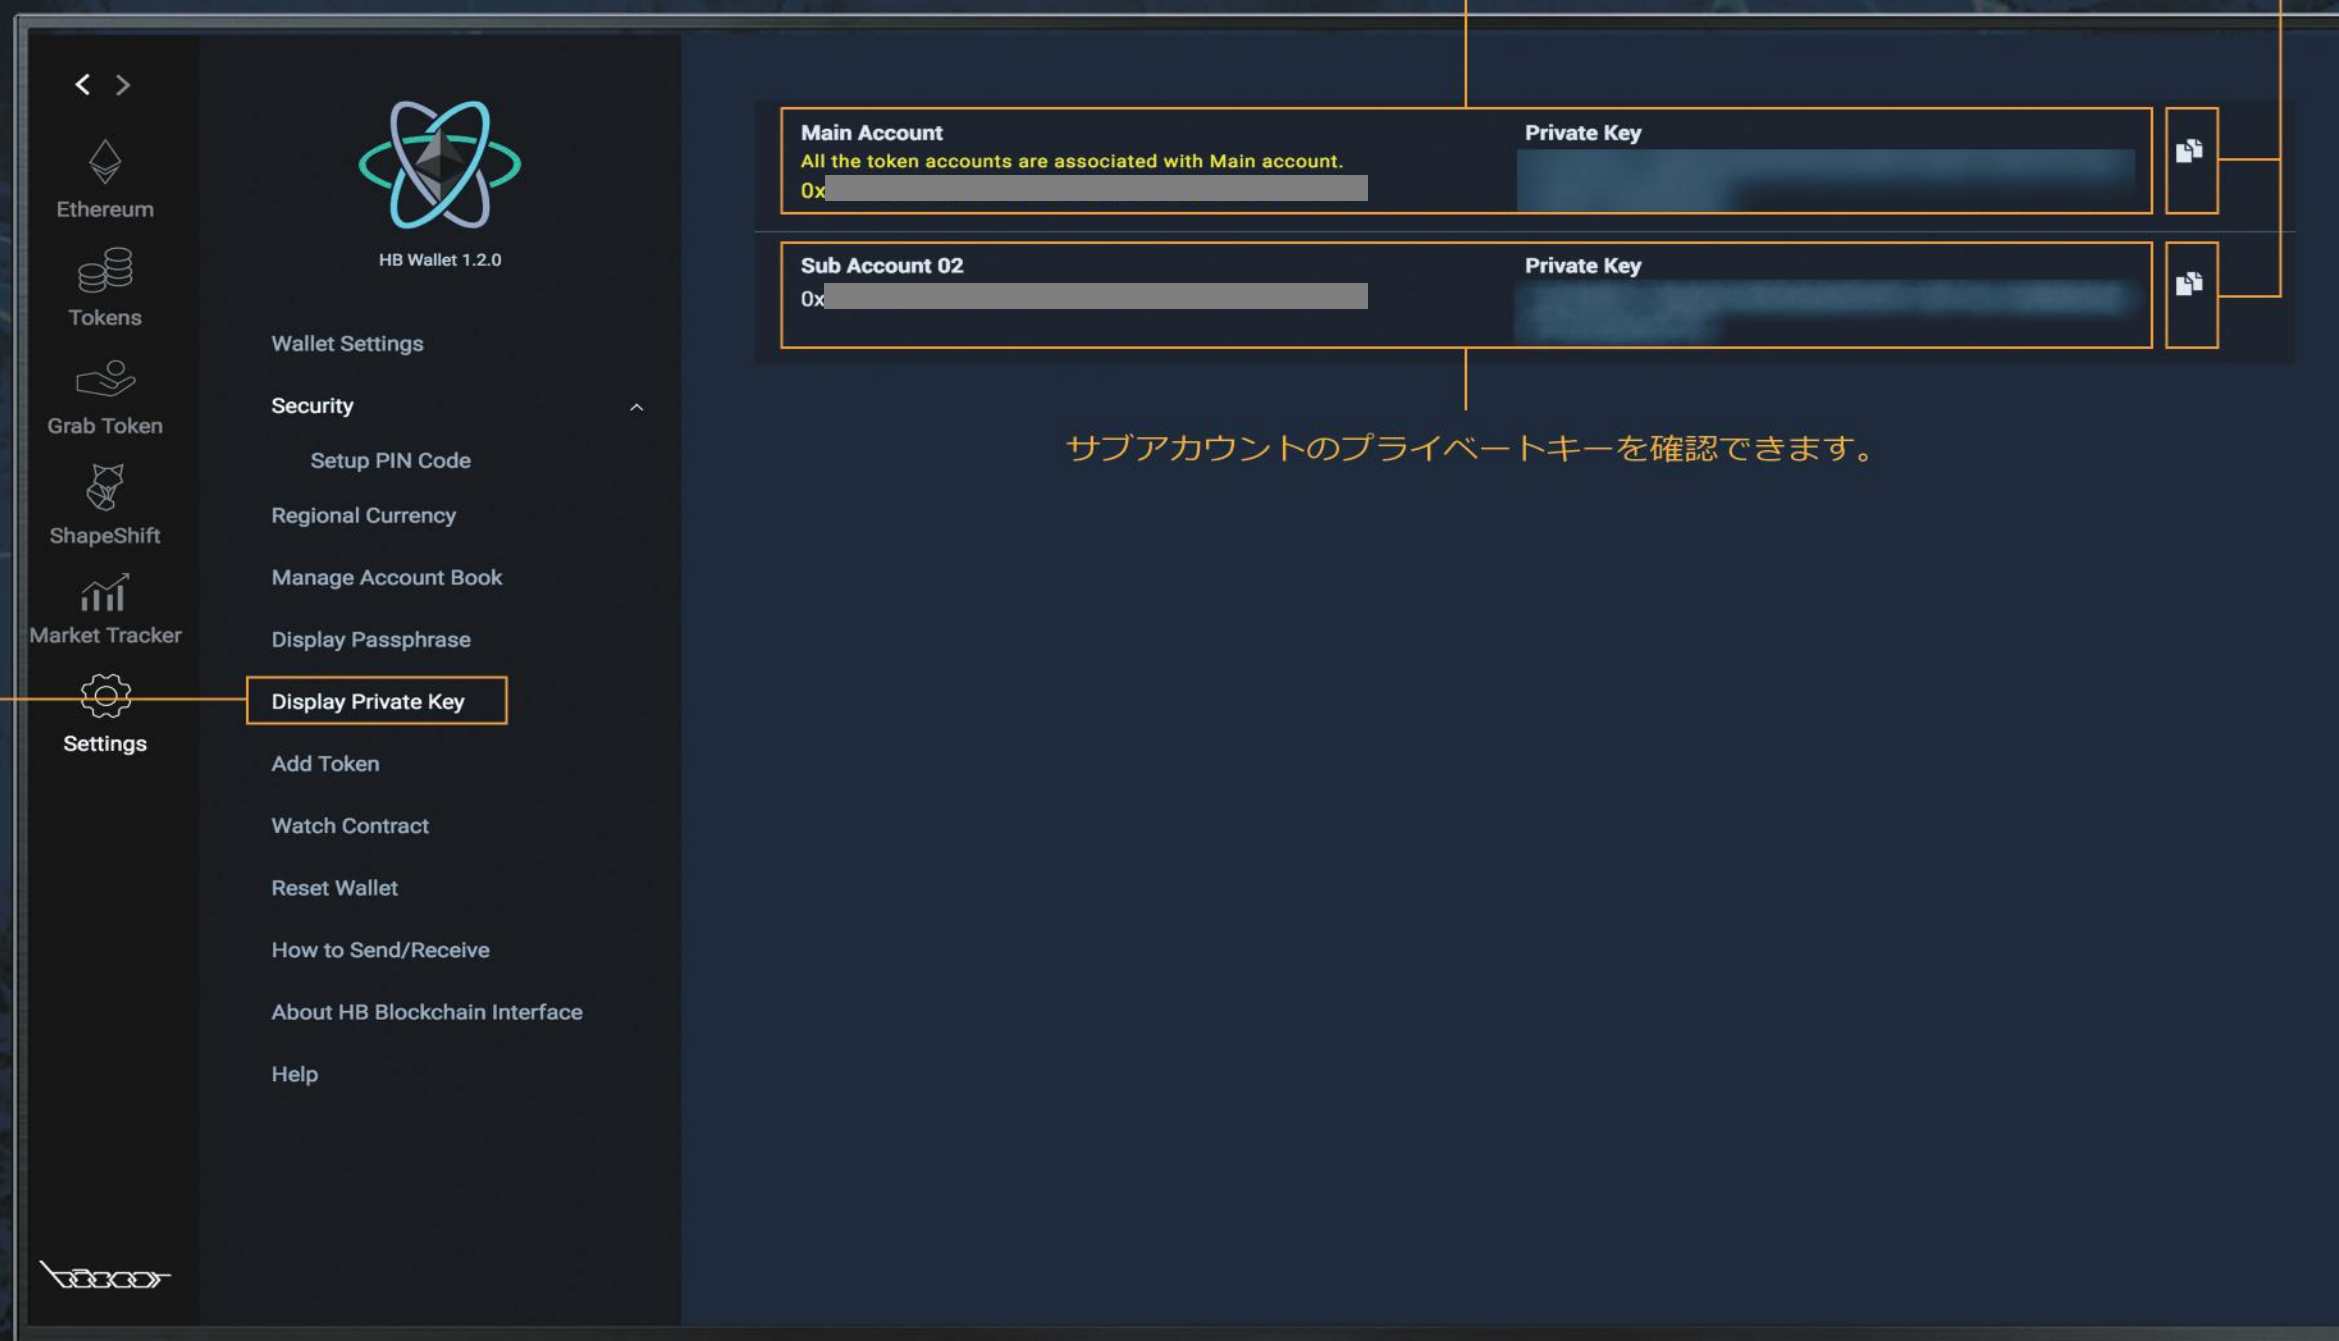 Ethereum
Tokens
Grab Token
ShapeShift
Market Tracker
Settings
HB Wallet 1.2.0
Wallet Settings
Security
Setup PIN Code
Regional Currency
Manage Account Book
Display Passphrase
Display Private Key
Add Token
Watch Contract
Reset Wallet
How to Send/Receive
About HB Blockchain Interface
Help
Main Account
All the token accounts are associated with Main account.
0x
Private Key
Sub Account 02
0x
Private Key
サブアカウントのプライベートキーを確認できます。